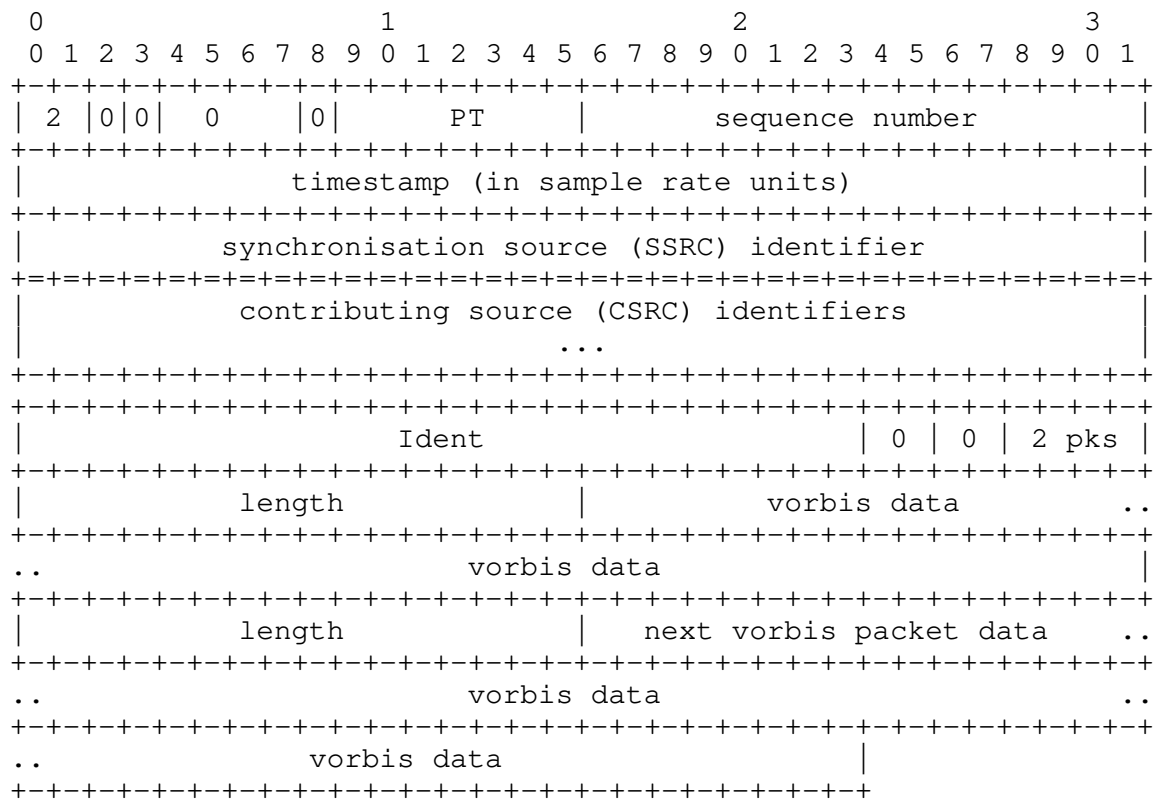 0                   1                   2                   3
 0 1 2 3 4 5 6 7 8 9 0 1 2 3 4 5 6 7 8 9 0 1 2 3 4 5 6 7 8 9 0 1
+-+-+-+-+-+-+-+-+-+-+-+-+-+-+-+-+-+-+-+-+-+-+-+-+-+-+-+-+-+-+-+-+
| 2 |0|0|  0    |0|      PT     |       sequence number         |
+-+-+-+-+-+-+-+-+-+-+-+-+-+-+-+-+-+-+-+-+-+-+-+-+-+-+-+-+-+-+-+-+
|               timestamp (in sample rate units)                |
+-+-+-+-+-+-+-+-+-+-+-+-+-+-+-+-+-+-+-+-+-+-+-+-+-+-+-+-+-+-+-+-+
|           synchronisation source (SSRC) identifier            |
+=+=+=+=+=+=+=+=+=+=+=+=+=+=+=+=+=+=+=+=+=+=+=+=+=+=+=+=+=+=+=+=+
|            contributing source (CSRC) identifiers             |
|                              ...                              |
+-+-+-+-+-+-+-+-+-+-+-+-+-+-+-+-+-+-+-+-+-+-+-+-+-+-+-+-+-+-+-+-+
+-+-+-+-+-+-+-+-+-+-+-+-+-+-+-+-+-+-+-+-+-+-+-+-+-+-+-+-+-+-+-+-+
|                     Ident                     | 0 | 0 | 2 pks |
+-+-+-+-+-+-+-+-+-+-+-+-+-+-+-+-+-+-+-+-+-+-+-+-+-+-+-+-+-+-+-+-+
|            length             |          vorbis data         ..
+-+-+-+-+-+-+-+-+-+-+-+-+-+-+-+-+-+-+-+-+-+-+-+-+-+-+-+-+-+-+-+-+
..                        vorbis data                           |
+-+-+-+-+-+-+-+-+-+-+-+-+-+-+-+-+-+-+-+-+-+-+-+-+-+-+-+-+-+-+-+-+
|            length             |   next vorbis packet data    ..
+-+-+-+-+-+-+-+-+-+-+-+-+-+-+-+-+-+-+-+-+-+-+-+-+-+-+-+-+-+-+-+-+
..                        vorbis data                          ..
+-+-+-+-+-+-+-+-+-+-+-+-+-+-+-+-+-+-+-+-+-+-+-+-+-+-+-+-+-+-+-+-+
..               vorbis data                    |
+-+-+-+-+-+-+-+-+-+-+-+-+-+-+-+-+-+-+-+-+-+-+-+-+